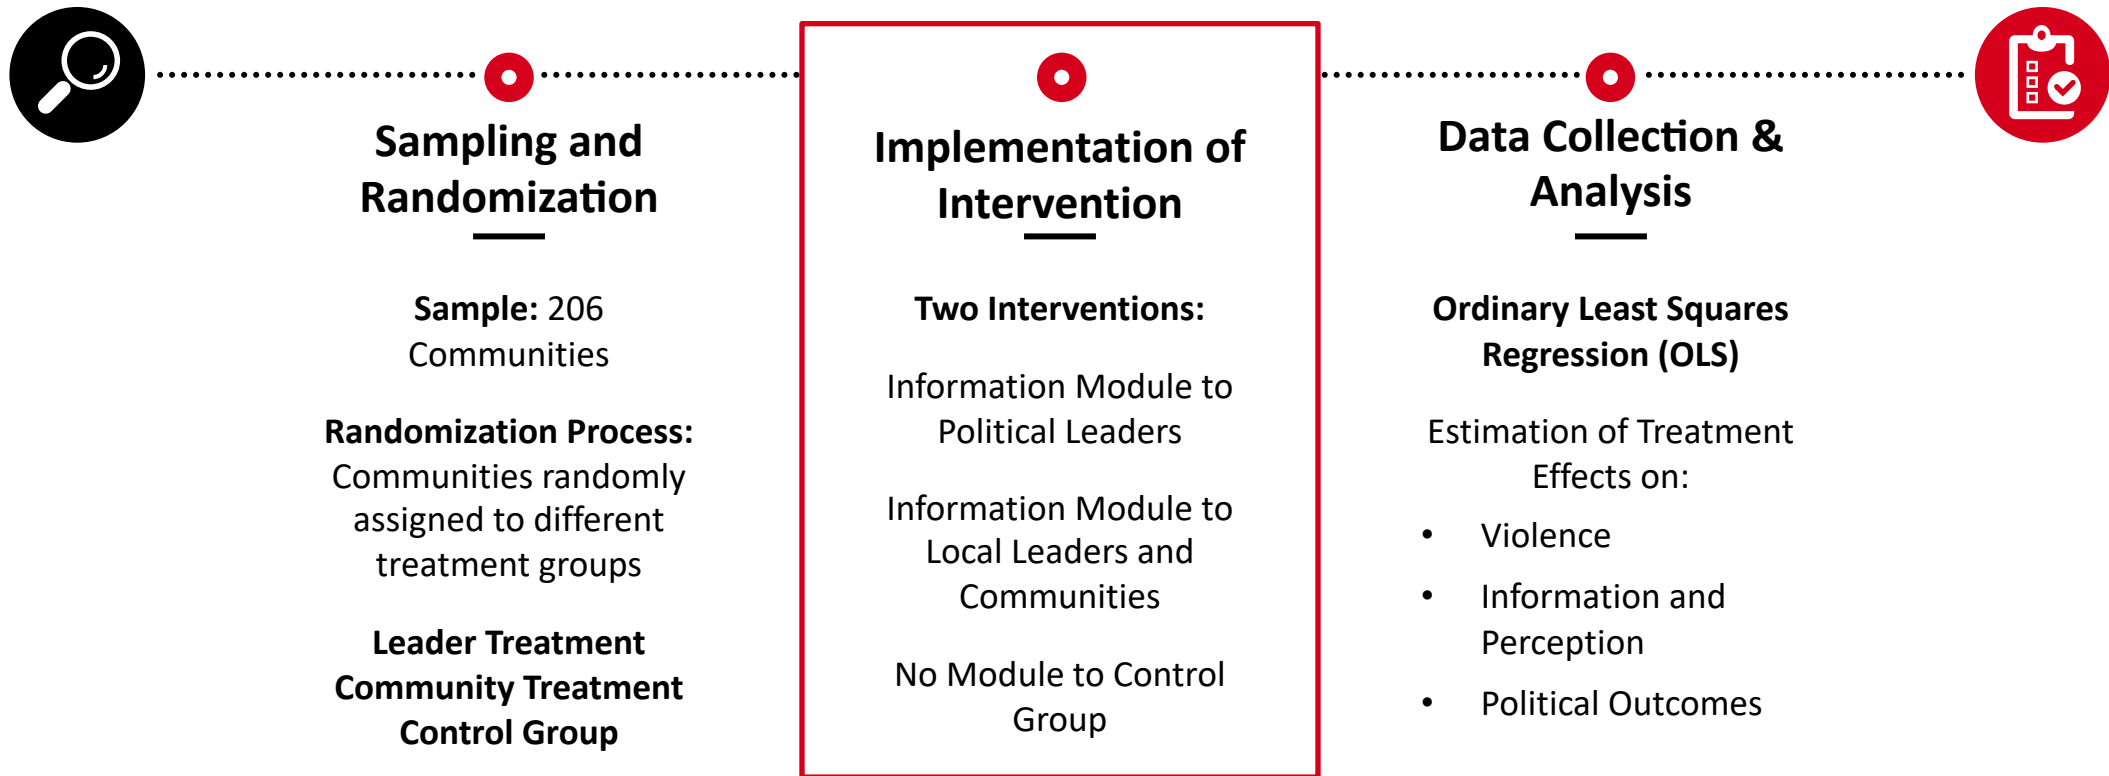 Sampling and
Randomization
Sample: 206
Communities
Randomization Process:
Communities randomly
assigned to different
treatment groups
Leader Treatment
Community Treatment
Control Group
Implementation of
Intervention
Two Interventions:
Information Module to
Political Leaders
Information Module to
Local Leaders and
Communities
No Module to Control
Group
Data Collection &
Analysis
Ordinary Least Squares
Regression (OLS)
Estimation of Treatment
Effects on:
• Violence
• Information and
Perception
• Political Outcomes